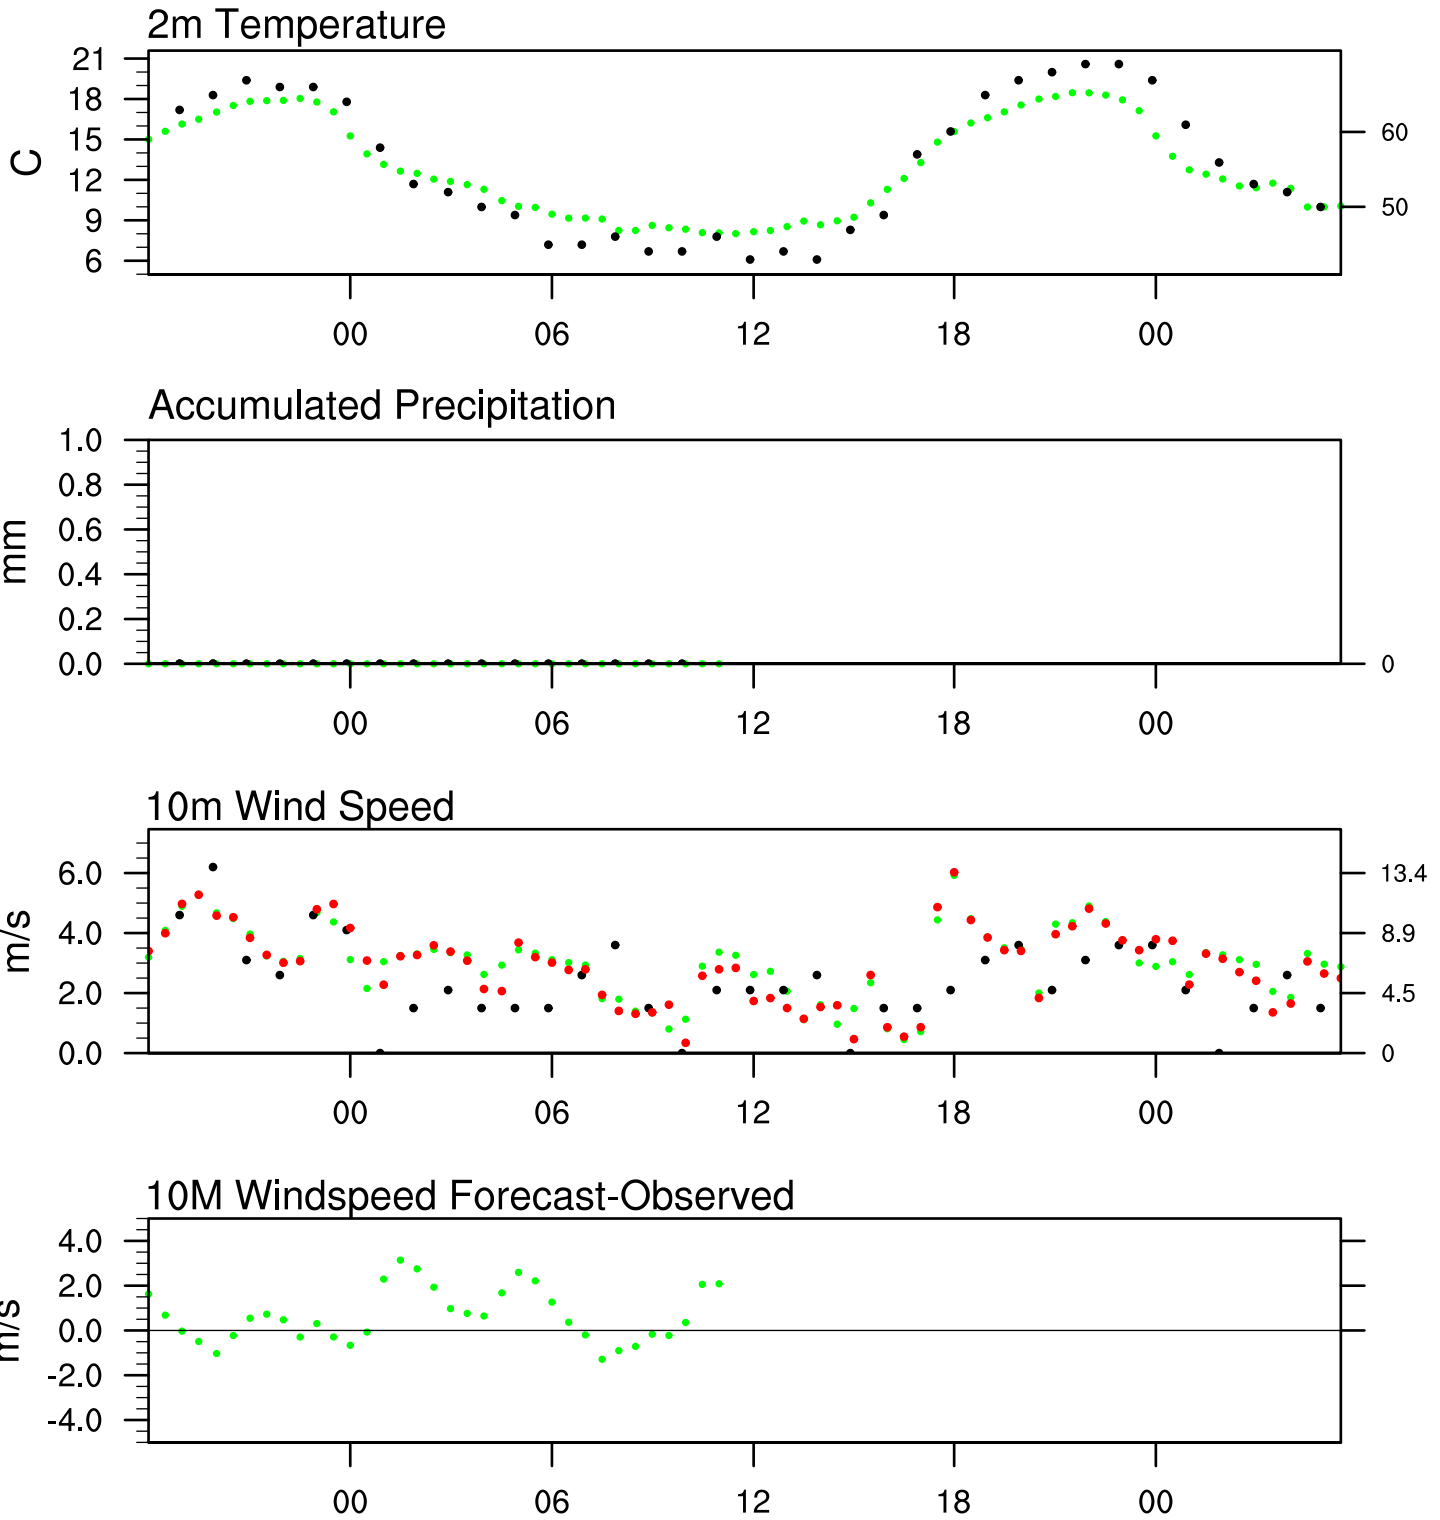 2m Temperature
21
18
15
12
9
6
C
60
50
00 06 12 18 00
Accumulated Precipitation
1.0
0.8
0.6
0.4
0.2
0.0
mm
0
00 06 12 18 00
10m Wind Speed
6.0
4.0
2.0
0.0
m/s
13.4
8.9
4.5
0
00 06 12 18 00
10M Windspeed Forecast-Observed
4.0
2.0
0.0
-2.0
-4.0
m/s
00 06 12 18 00